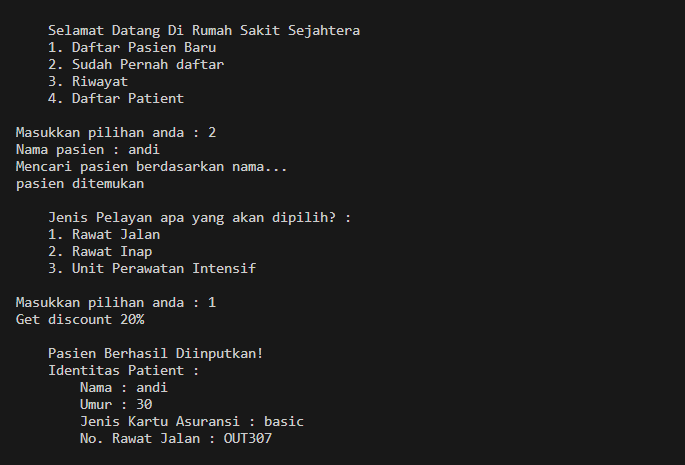 Selamat Datang Di Rumah Sakit Sejahtera
1. Daftar Pasien Baru
2. Sudah Pernah daftar
3. Riwayat
4. Daftar Patient
Masukkan pilihan anda : 2
Nama pasien : andi
Mencari pasien berdasarkan nama...
pasien ditemukan
Jenis Pelayan apa yang akan dipilih? :
1. Rawat Jalan
2. Rawat Inap
3. Unit Perawatan Intensif
Masukkan pilihan anda : 1
Get discount 20%
Pasien Berhasil Diinputkan!
Identitas Patient :
Nama : andi
Umur : 30
Jenis Kartu Asuransi : basic
No. Rawat Jalan : OUT307